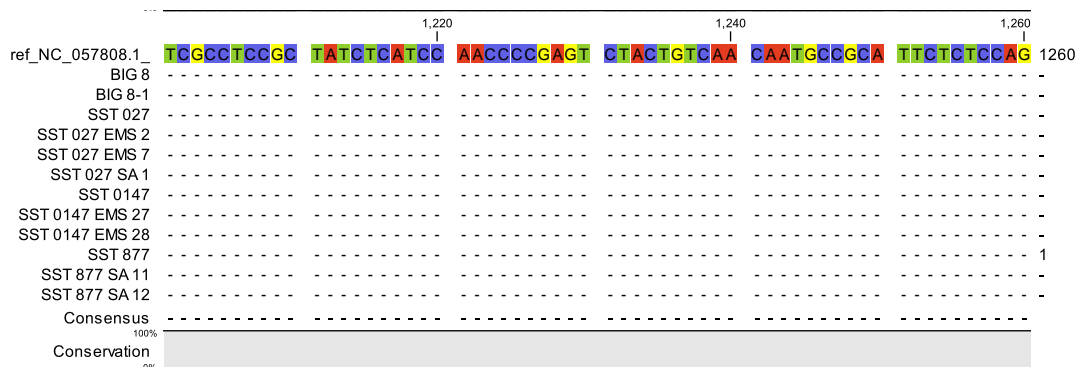 1,220 1,240 1,260
ref_NC_057808.1_ TCGCCTCCGC TATCTCATCC AACCCCGAGT CTACTGTCAA CAATGCCGCA TTCTCTCCAG 1260
BIG 8 - - - - - - - - - - - - - - - - - - - - - - - - - - - - - - - - - - - - - - - - - - - - - - - - - - - - - - - - - - - - -
BIG 8-1 - - - - - - - - - - - - - - - - - - - - - - - - - - - - - - - - - - - - - - - - - - - - - - - - - - - - - - - - - - - - -
SST 027 - - - - - - - - - - - - - - - - - - - - - - - - - - - - - - - - - - - - - - - - - - - - - - - - - - - - - - - - - - - - -
SST 027 EMS 2 - - - - - - - - - - - - - - - - - - - - - - - - - - - - - - - - - - - - - - - - - - - - - - - - - - - - - - - - - - - - -
SST 027 EMS 7 - - - - - - - - - - - - - - - - - - - - - - - - - - - - - - - - - - - - - - - - - - - - - - - - - - - - - - - - - - - - -
SST 027 SA 1 - - - - - - - - - - - - - - - - - - - - - - - - - - - - - - - - - - - - - - - - - - - - - - - - - - - - - - - - - - - - -
SST 0147 - - - - - - - - - - - - - - - - - - - - - - - - - - - - - - - - - - - - - - - - - - - - - - - - - - - - - - - - - - - - -
SST 0147 EMS 27 - - - - - - - - - - - - - - - - - - - - - - - - - - - - - - - - - - - - - - - - - - - - - - - - - - - - - - - - - - - - -
SST 0147 EMS 28 - - - - - - - - - - - - - - - - - - - - - - - - - - - - - - - - - - - - - - - - - - - - - - - - - - - - - - - - - - - - -
SST 877 - - - - - - - - - - - - - - - - - - - - - - - - - - - - - - - - - - - - - - - - - - - - - - - - - - - - - - - - - - - - 1
SST 877 SA 11 - - - - - - - - - - - - - - - - - - - - - - - - - - - - - - - - - - - - - - - - - - - - - - - - - - - - - - - - - - - - -
SST 877 SA 12 - - - - - - - - - - - - - - - - - - - - - - - - - - - - - - - - - - - - - - - - - - - - - - - - - - - - - - - - - - - - -
Consensus - - - - - - - - - - - - - - - - - - - - - - - - - - - - - - - - - - - - - - - - - - - - - - - - - - - - - - - - - - - - -
100%
Conservation